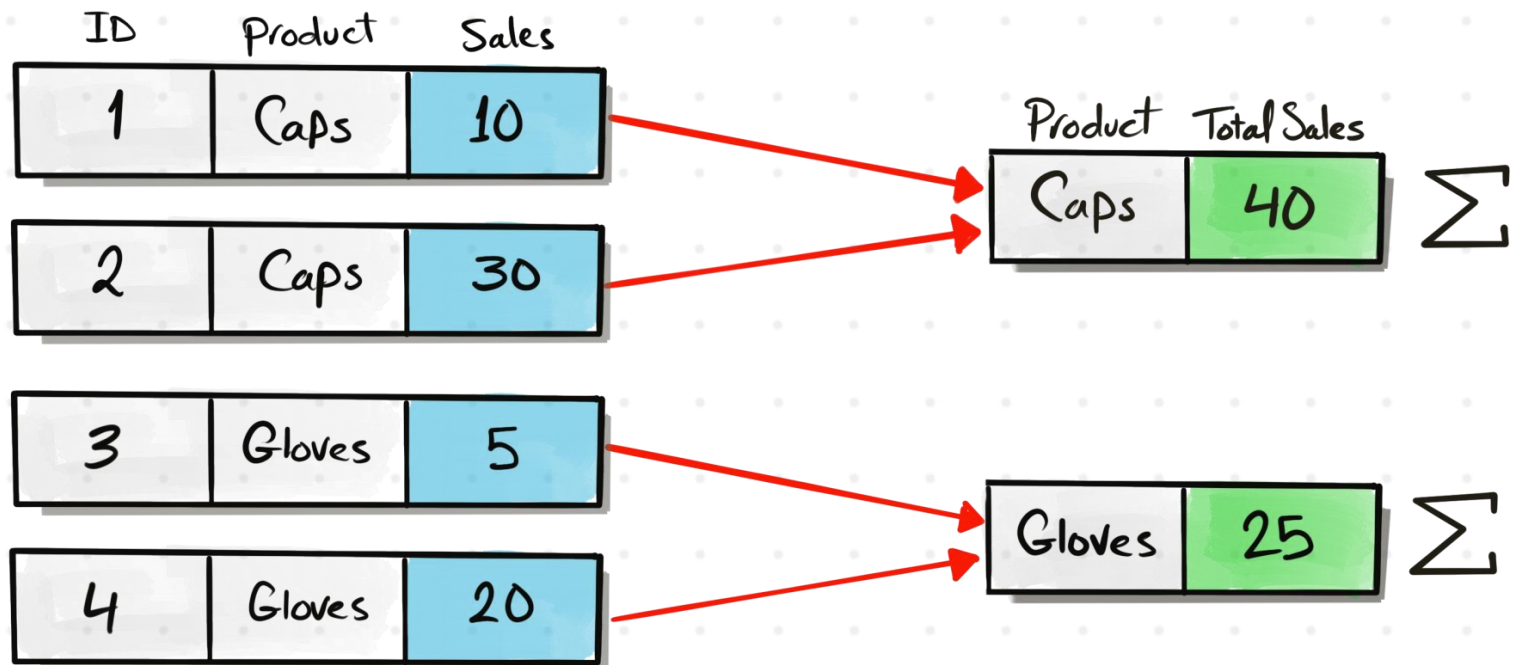 ID Product Sales
1 Caps 10
2 Caps 30
3 Gloves 5
4 Gloves 20
Product Total Sales
Caps 40 Σ
Gloves 25 Σ